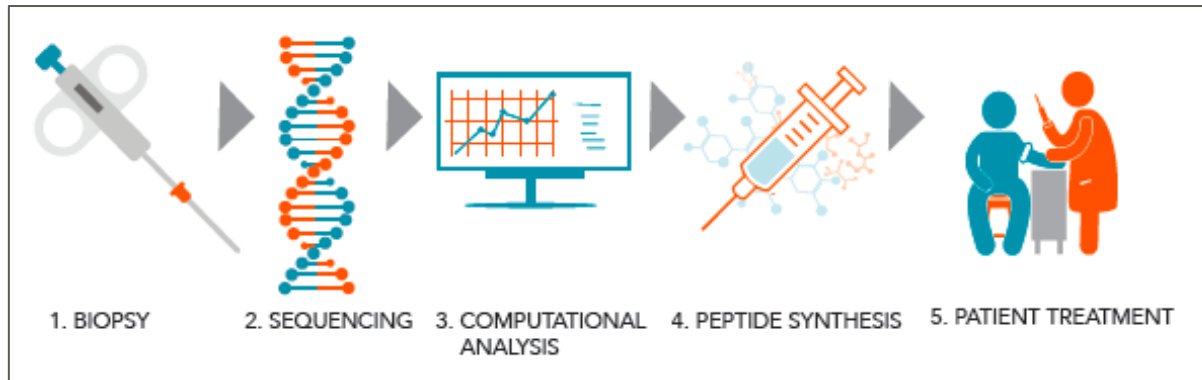 1. BIOPSY
2. SEQUENCING
3. COMPUTATIONAL
ANALYSIS
4. PEPTIDE SYNTHESIS
5. PATIENT TREATMENT